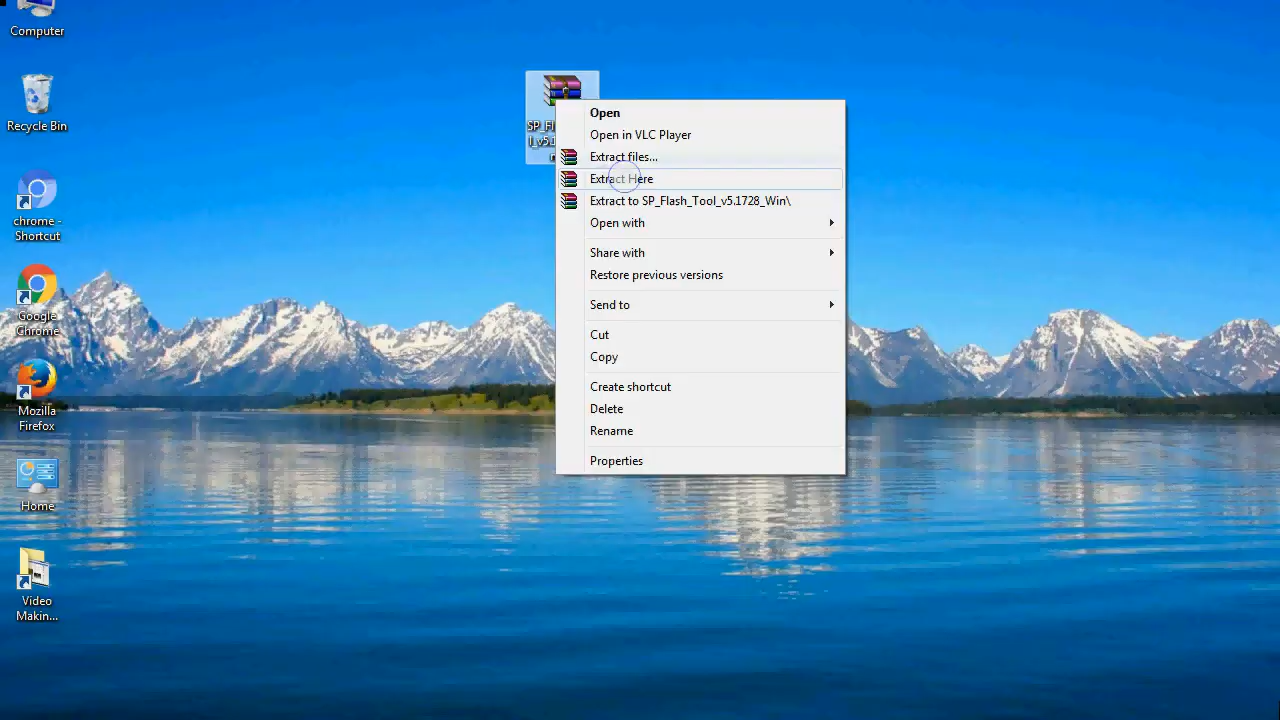 Computer
Recycle Bin
chrome -
Shortcut
Google
Chrome
Mozilla
Firefox
Home
Video
Makin...
Open
Open in VLC Player
Extract files...
Extract Here
Extract to SP_Flash_Tool_v5.1728_Win\
Open with
Share with
Restore previous versions
Send to
Cut
Copy
Create shortcut
Delete
Rename
Properties